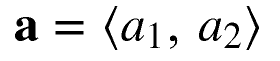 a = ⟨a₁, a₂⟩